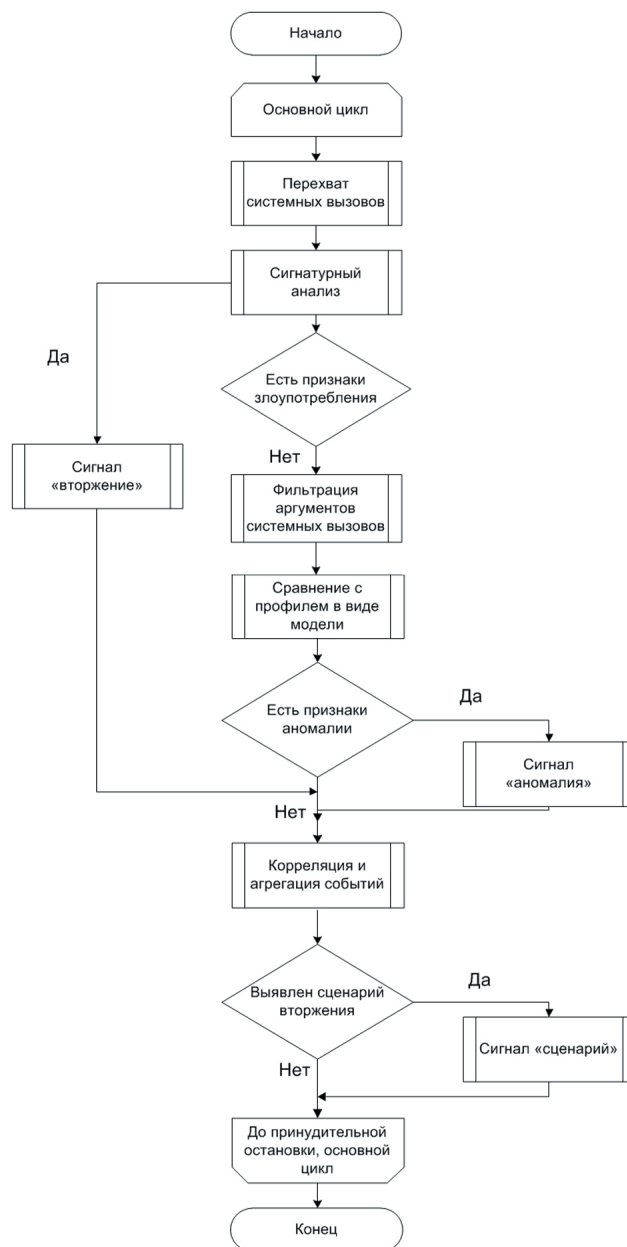 Начало
Основной цикл
Перехват
системных вызовов
Сигнатурный
анализ
Да
Есть признаки
злоупотребления
Нет
Сигнал
«вторжение»
Фильтрация
аргументов
системных вызовов
Сравнение с
профилем в виде
модели
Есть признаки
аномалии
Да
Сигнал
«аномалия»
Нет
Корреляция и
агрегация событий
Выявлен сценарий
вторжения
Да
Сигнал «сценарий»
Нет
До принудительной
остановки, основной
цикл
Конец